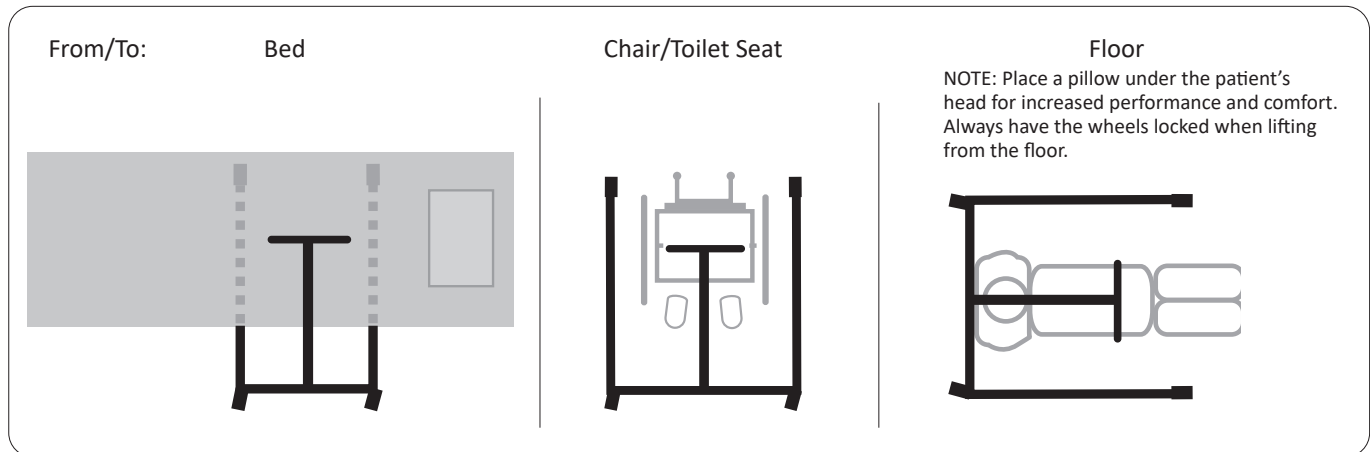 From/To:
Bed
Chair/Toilet Seat
Floor
NOTE: Place a pillow under the patient's
head for increased performance and comfort.
Always have the wheels locked when lifting
from the floor.